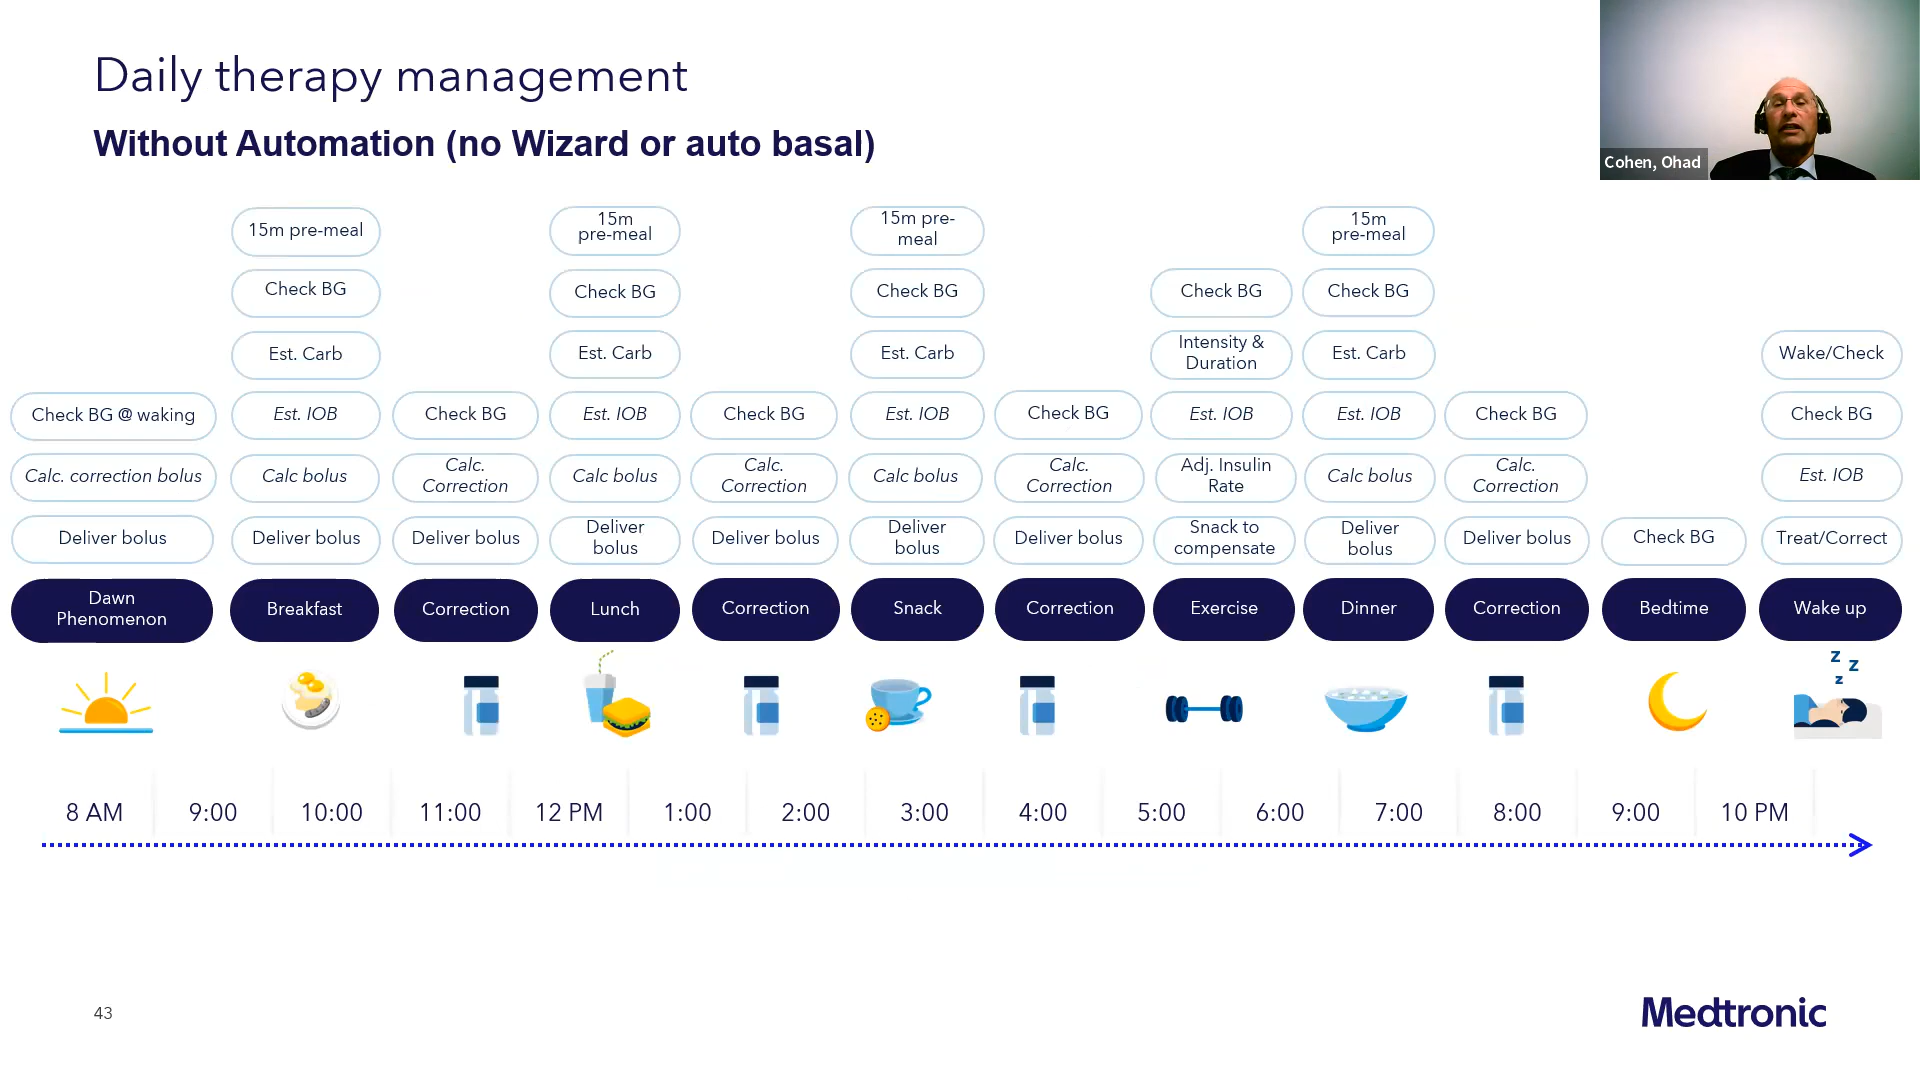 Daily therapy management
Without Automation (no Wizard or auto basal)
Cohen, Ohad
15m pre-meal
15m
pre-meal
15m pre-
meal
15m
pre-meal
Check BG
Check BG
Check BG
Check BG
Check BG
Est. Carb
Est. Carb
Est. Carb
Intensity &
Duration
Est. Carb
Wake/Check
Check BG @ waking
Est. IOB
Check BG
Est. IOB
Check BG
Est. IOB
Check BG
Est. IOB
Est. IOB
Check BG
Check BG
Calc. correction bolus
Calc bolus
Calc.
Correction
Calc bolus
Calc.
Correction
Calc bolus
Calc.
Correction
Adj. Insulin
Rate
Calc bolus
Calc.
Correction
Est. IOB
Deliver bolus
Deliver bolus
Deliver bolus
Deliver
bolus
Deliver bolus
Deliver
bolus
Deliver bolus
Snack to
compensate
Deliver
bolus
Deliver bolus
Check BG
Treat/Correct
Dawn
Phenomenon
Breakfast
Correction
Lunch
Correction
Snack
Correction
Exercise
Dinner
Correction
Bedtime
Wake up
z z
z
8 AM 9:00 10:00 11:00 12 PM 1:00 2:00 3:00 4:00 5:00 6:00 7:00 8:00 9:00 10 PM
43
Medtronic